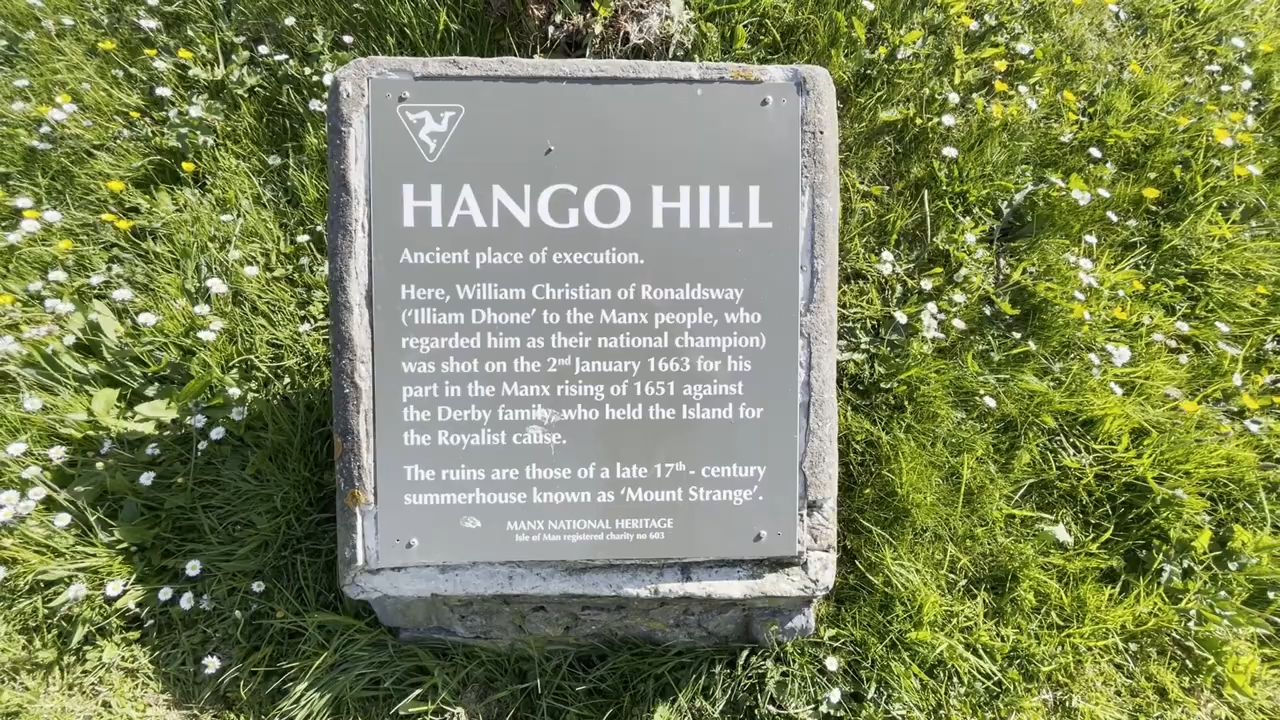 HANGO HILL
Ancient place of execution.
Here, William Christian of Ronaldsway
(‘Illiam Dhone’ to the Manx people, who
regarded him as their national champion)
was shot on the 2nd January 1663 for his
part in the Manx rising of 1651 against
the Derby family, who held the Island for
the Royalist cause.
The ruins are those of a late 17th - century
summerhouse known as ‘Mount Strange’.
MANX NATIONAL HERITAGE
Isle of Man registered charity no 603